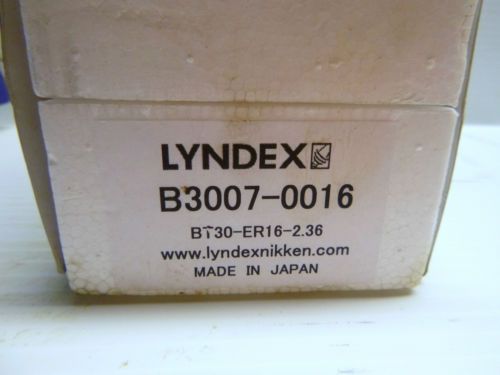 LYNDEX
B3007-0016
BT30-ER16-2.36
www.lyndexnikken.com
MADE IN JAPAN